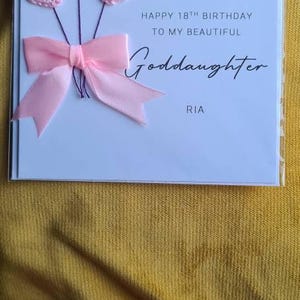 HAPPY 18TH BIRTHDAY
TO MY BEAUTIFUL
Goddaughter
RIA